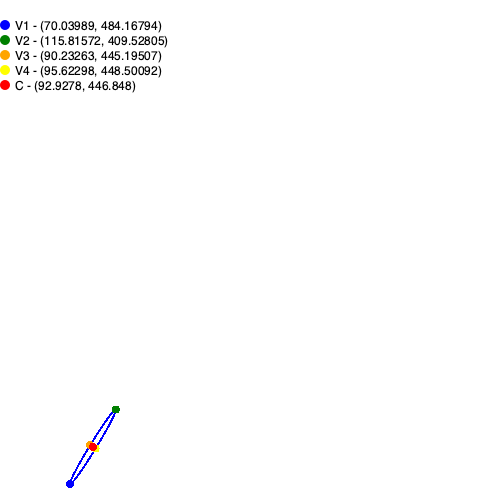 V1 - (70.03989, 484.16794)
V2 - (115.81572, 409.52805)
V3 - (90.23263, 445.19507)
V4 - (95.62298, 448.50092)
C - (92.9278, 446.848)